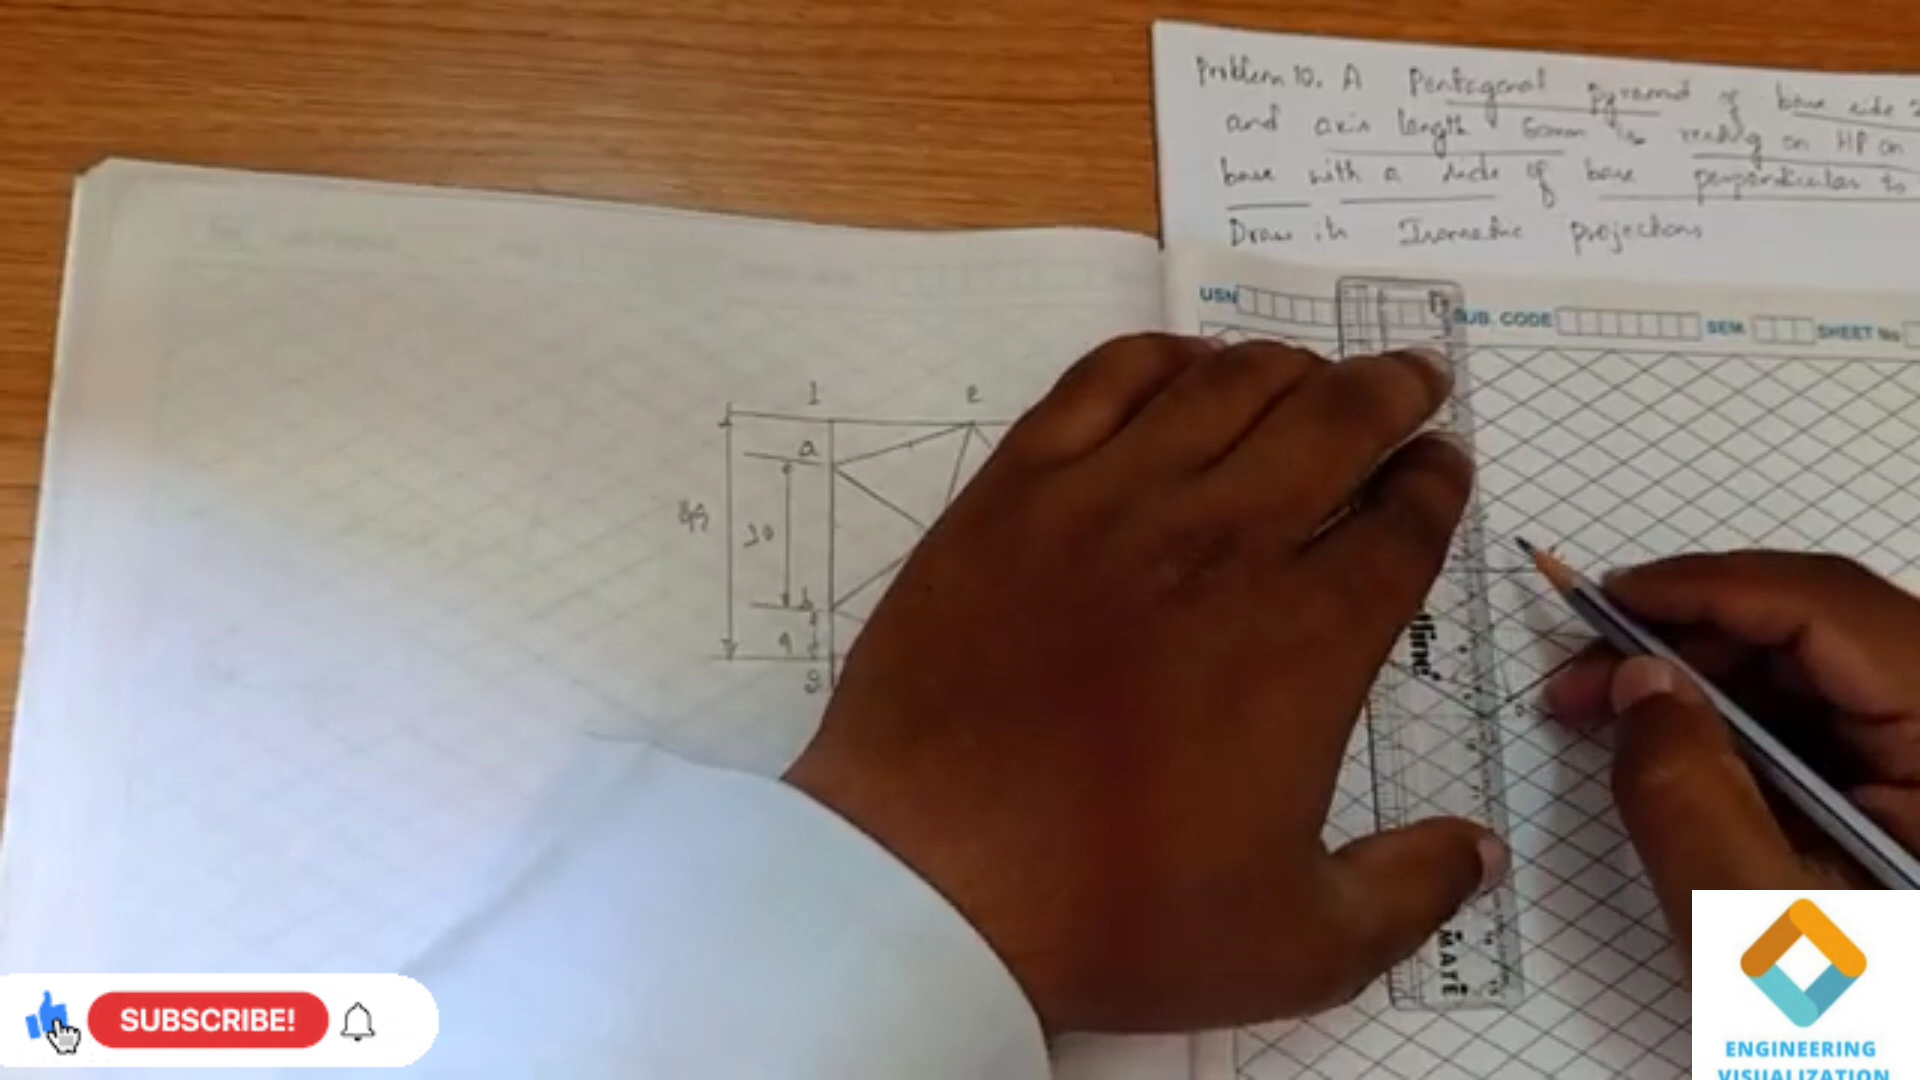 Problem 10. A Pentagonal Pyramid of base side
and axis length 60mm is resting on HP on
base with a side of base perpendicular to
Draw its Isometric projections
USN
SUB. CODE
SEM
SHEET No
1
e
a
30
b
9
SUBSCRIBE!
ENGINEERING
VISUALIZATION